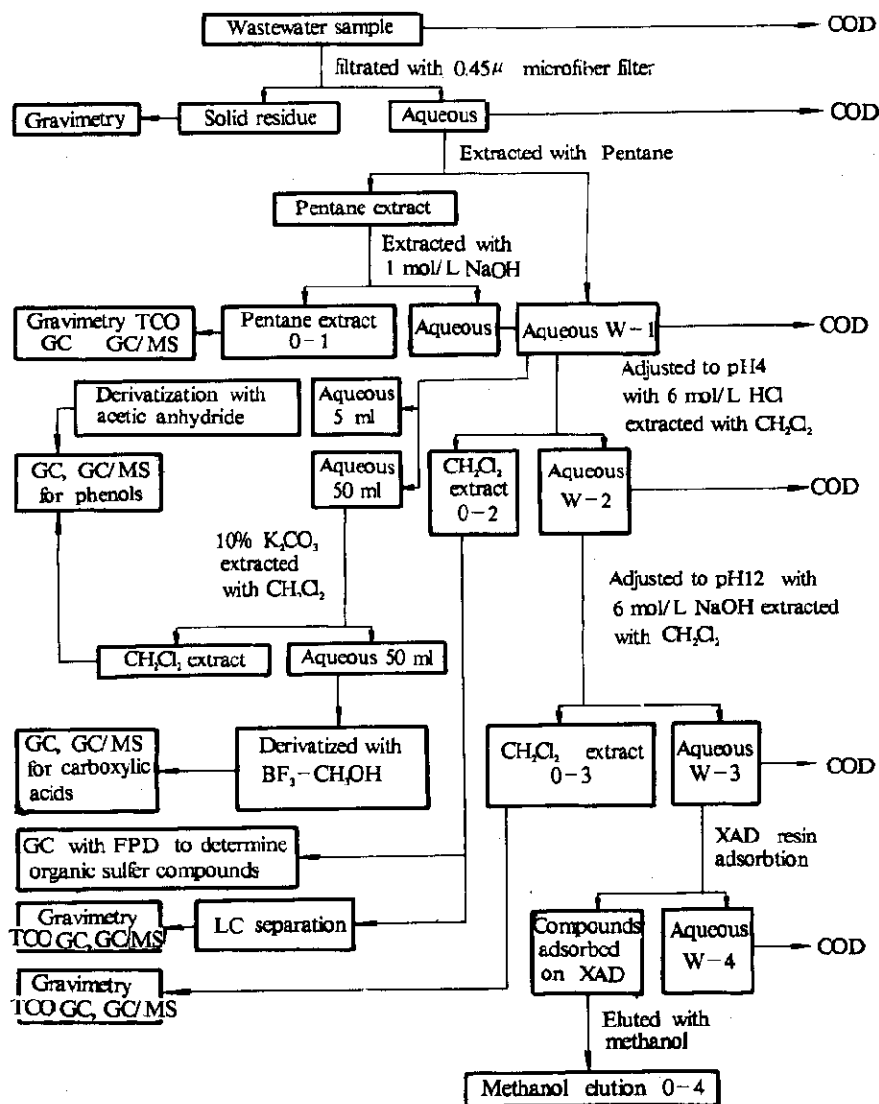 Wastewater sample
COD
filtrated with 0.45μ microfiber filter
Gravimetry
Solid residue
Aqueous
COD
Extracted with Pentane
Pentane extract
Extracted with
1 mol/L NaOH
Gravimetry TCO
GC GC/MS
Pentane extract
0-1
Aqueous
Aqueous W-1
COD
Adjusted to pH4
with 6 mol/L HCl
extracted with CH₂Cl₂
Derivatization with
acetic anhydride
Aqueous
5 ml
GC, GC/MS
for phenols
Aqueous
50 ml
CH₂Cl₂
extract
0-2
Aqueous
W-2
COD
10% K₂CO₃
extracted
with CH₂Cl₂
Adjusted to pH12 with
6 mol/L NaOH extracted
with CH₂Cl₂
CH₂Cl₂ extract
Aqueous 50 ml
GC, GC/MS
for carboxylic
acids
Derivatized with
BF₃-CH₃OH
CH₂Cl₂ extract
0-3
Aqueous
W-3
COD
GC with FPD to determine
organic sulfer compounds
XAD resin
adsorbtion
Gravimetry
TCO GC, GC/MS
LC separation
Compounds
adsorbed
on XAD
Aqueous
W-4
COD
Gravimetry
TCO GC, GC/MS
Eluted with
methanol
Methanol elution 0-4